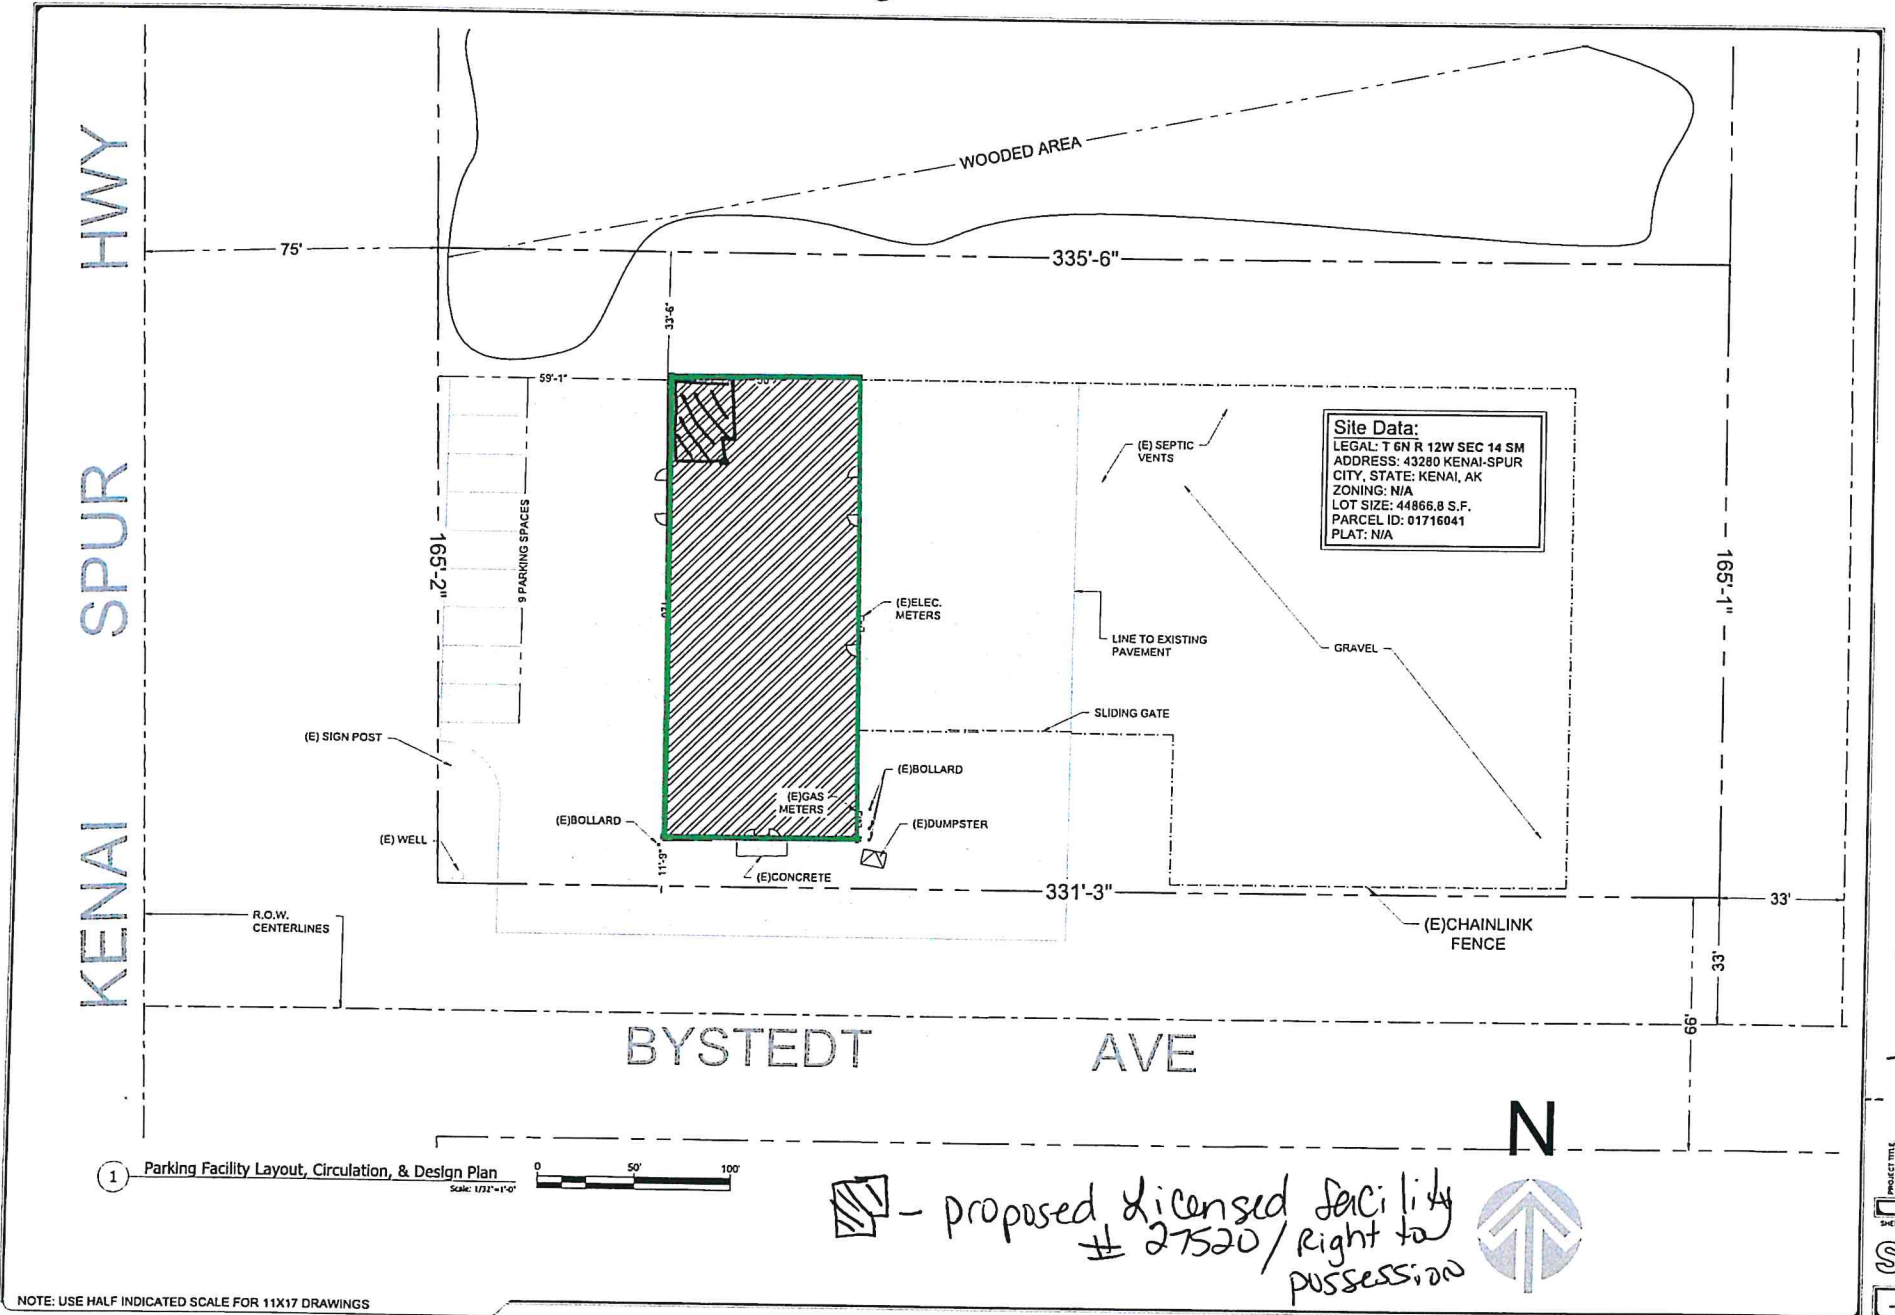 KENAI SPUR HWY
75'
WOODED AREA
335'-6"
33'-6"
59'-1"
50'
9 PARKING SPACES
165'-2"
120'
(E) SEPTIC
VENTS
Site Data:
LEGAL: T 6N R 12W SEC 14 SM
ADDRESS: 43280 KENAI-SPUR
CITY, STATE: KENAI, AK
ZONING: N/A
LOT SIZE: 44866.8 S.F.
PARCEL ID: 01716041
PLAT: N/A
165'-1"
(E)ELEC.
METERS
LINE TO EXISTING
PAVEMENT
GRAVEL
SLIDING GATE
(E) SIGN POST
(E)BOLLARD
(E)GAS
METERS
(E)BOLLARD
(E)DUMPSTER
(E) WELL
11'-9"
(E)CONCRETE
331'-3"
33'
R.O.W.
CENTERLINES
(E)CHAINLINK
FENCE
33'
66'
BYSTEDT AVE
N
1 Parking Facility Layout, Circulation, & Design Plan
Scale: 1/32"=1'-0"
0 50' 100'
- proposed Licensed facility
# 27520 / Right to
possession
NOTE: USE HALF INDICATED SCALE FOR 11X17 DRAWINGS
PROJECT TITLE